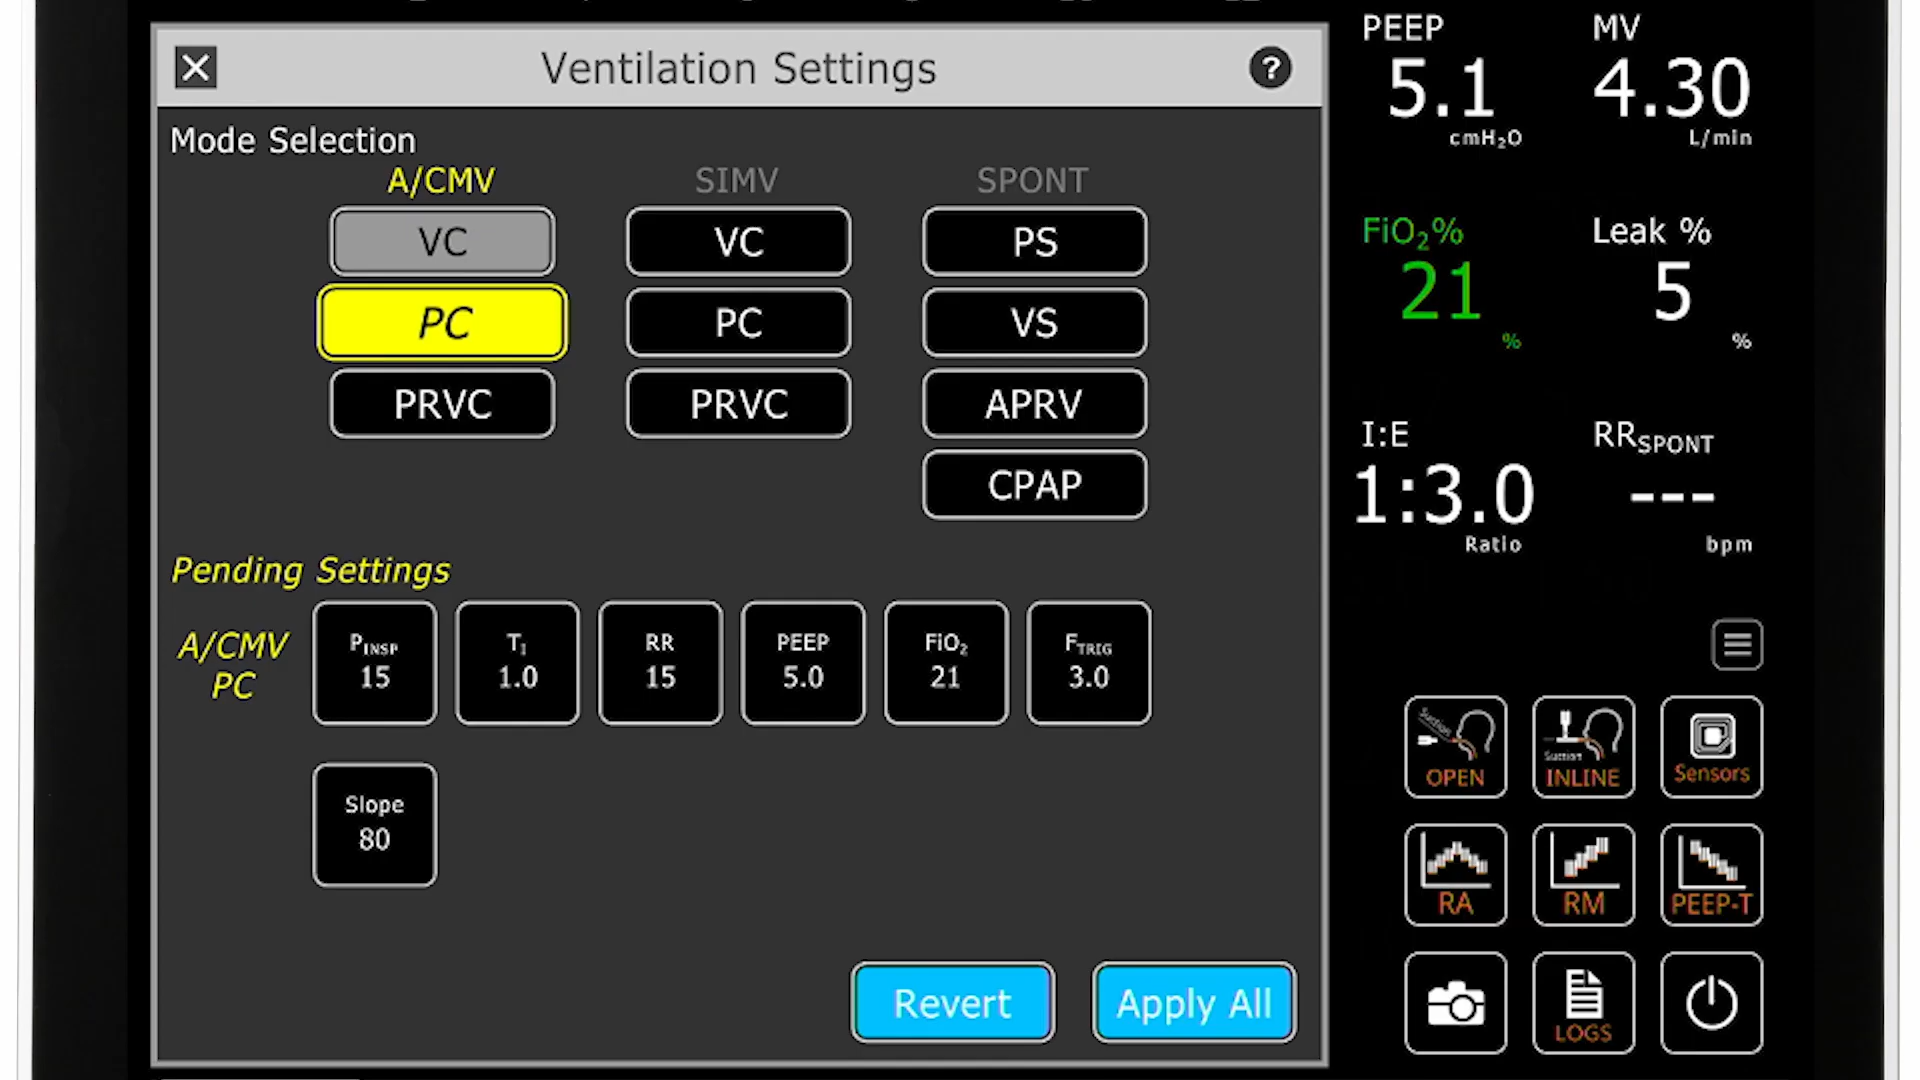 Ventilation Settings
?
Mode Selection
A/CMV
SIMV
SPONT
VC
VC
PS
PC
PC
VS
PRVC
PRVC
APRV
CPAP
Pending Settings
A/CMV
PC
PINSP
15
TI
1.0
RR
15
PEEP
5.0
FiO₂
21
FTRIG
3.0
Slope
80
Revert
Apply All
PEEP
5.1
cmH₂O
MV
4.30
L/min
FiO₂%
21
%
Leak %
5
%
I:E
1:3.0
Ratio
RRSPONT
---
bpm
Suction
OPEN
Suction
INLINE
Sensors
RA
RM
PEEP-T
LOGS